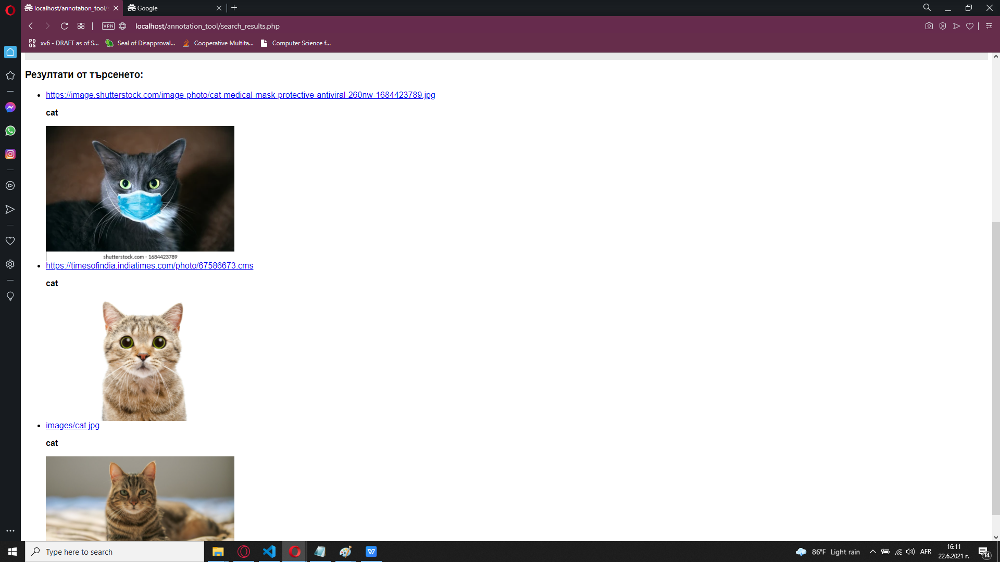 localhost/annotation_tool/s
Google
VPN
localhost/annotation_tool/search_results.php
PD
OS
xv6 - DRAFT as of S...
Seal of Disapproval...
Cooperative Multita...
Computer Science f...
Резултати от търсенето:
https://image.shutterstock.com/image-photo/cat-medical-mask-protective-antiviral-260nw-1684423789.jpg
cat
shutterstock.com · 1684423789
https://timesofindia.indiatimes.com/photo/67586673.cms
cat
images/cat.jpg
cat
Type here to search
86°F Light rain
AFR
16:11
22.6.2021 г.
14